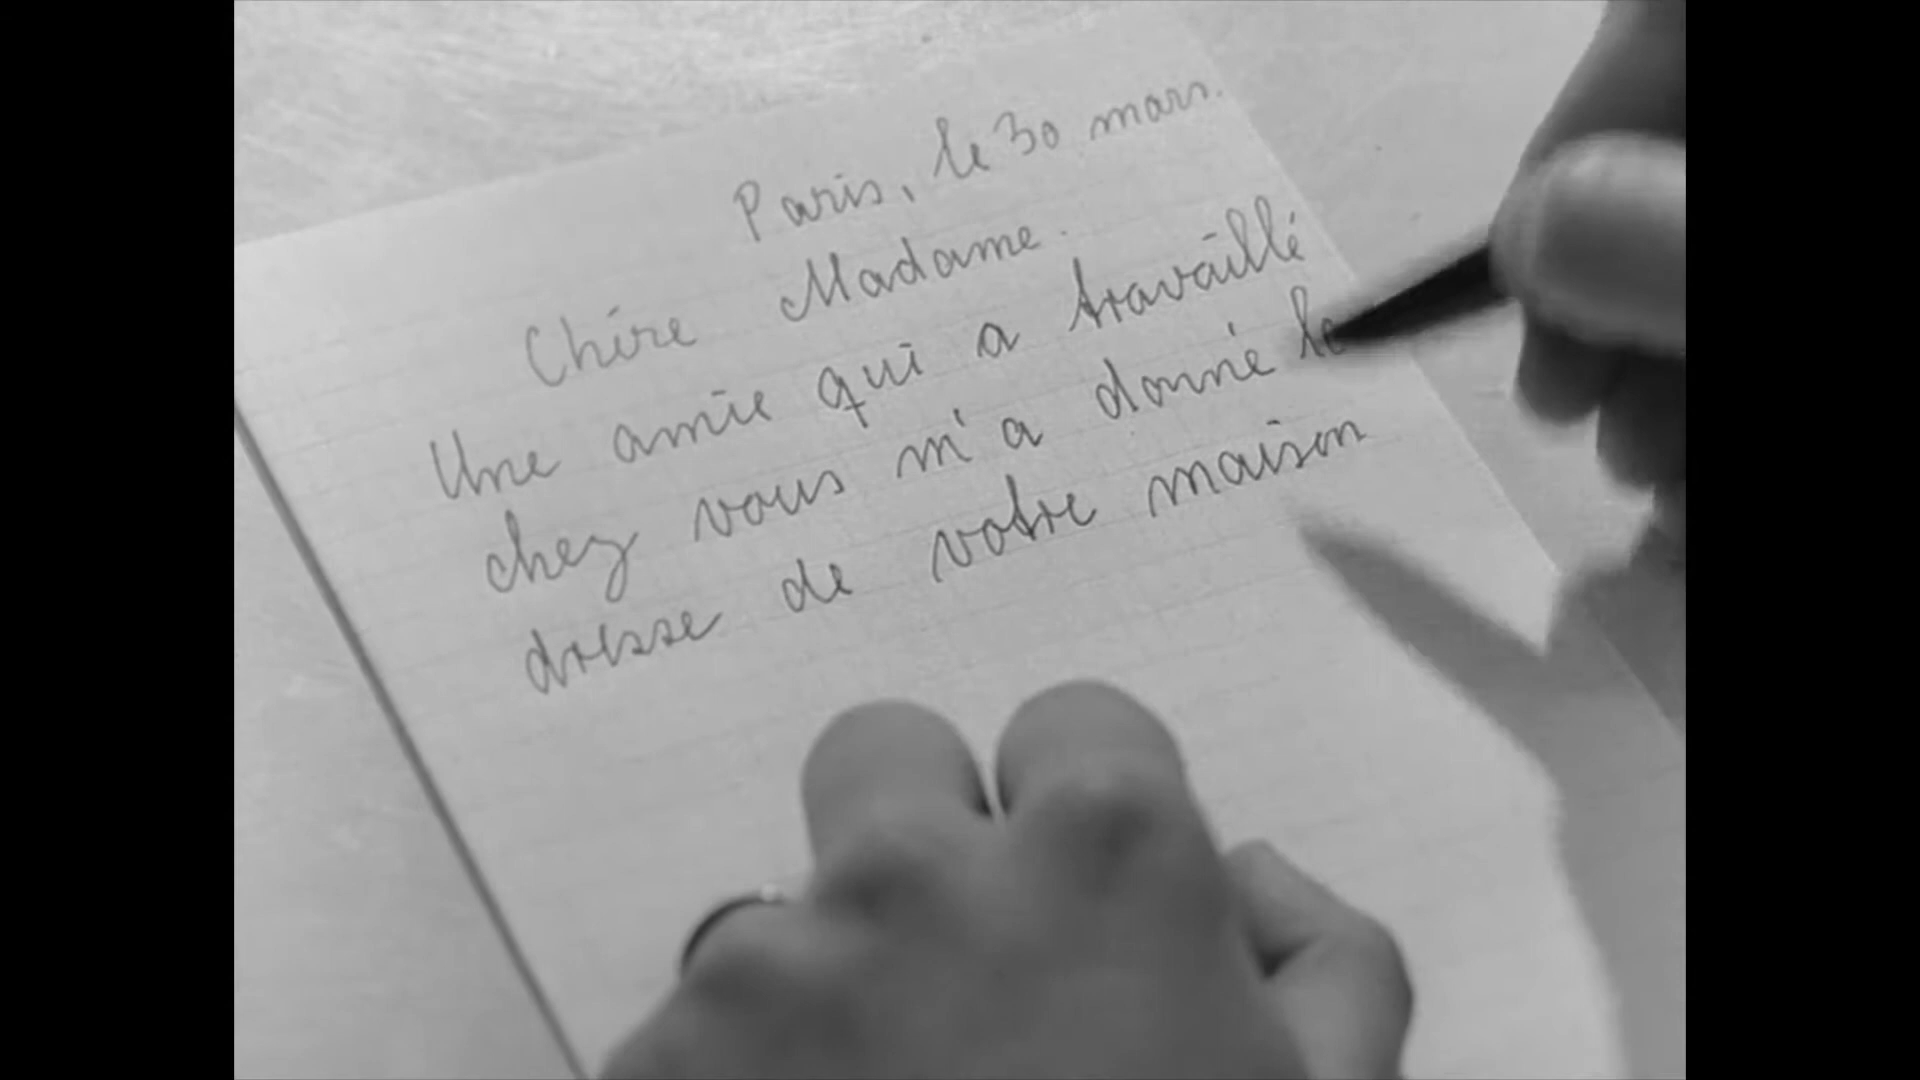 Paris, le 30 mars.
Chère Madame.
Une amie qui a travaillé
chez vous m'a donné
dresse de votre maison